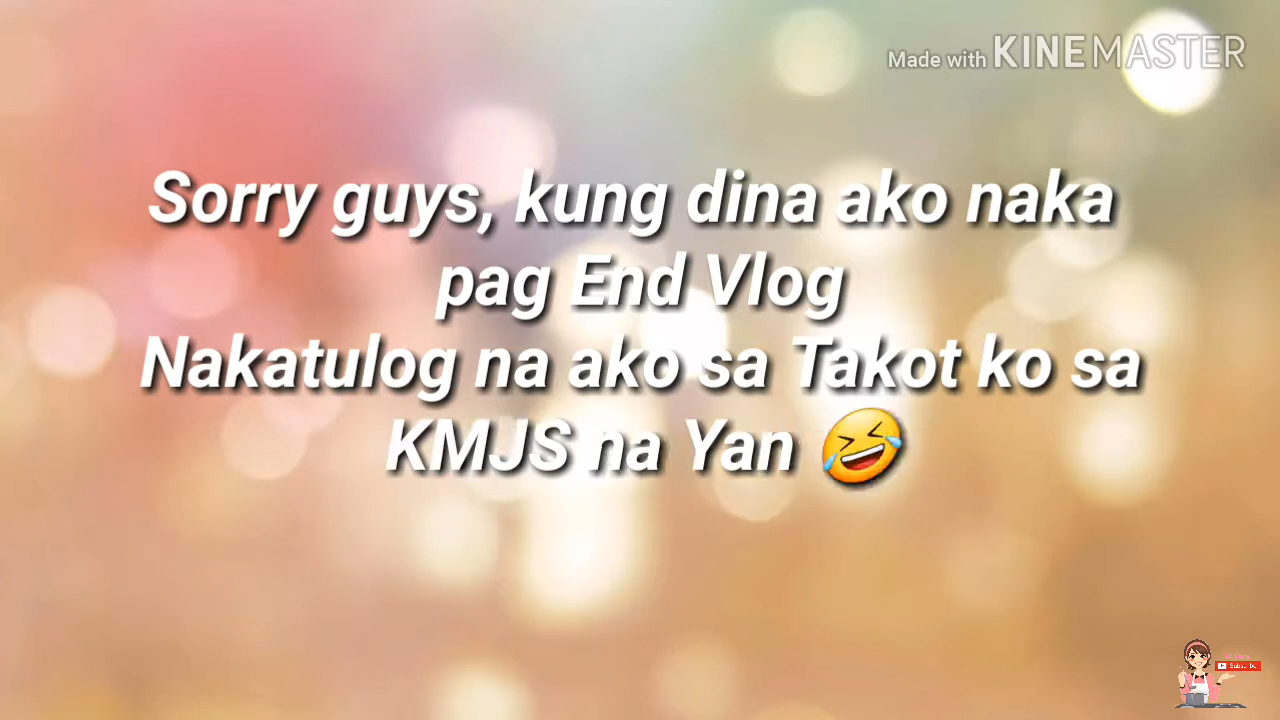 Made with KINEMASTER
Sorry guys, kung dina ako naka
pag End Vlog
Nakatulog na ako sa Takot ko sa
KMJS na Yan 🤣
Subscribe